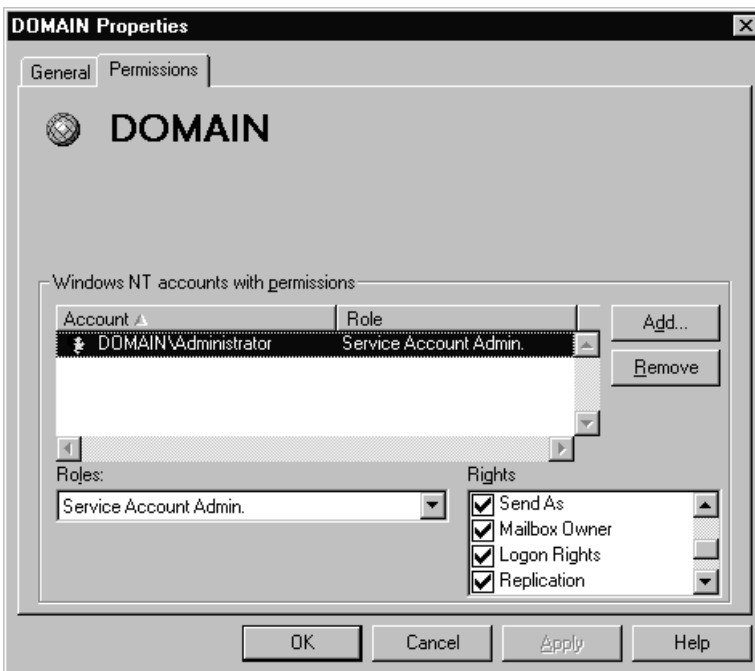 DOMAIN Properties
General Permissions
DOMAIN
Windows NT accounts with permissions
Account Role
DOMAIN\Administrator Service Account Admin.
Add...
Remove
Roles: Rights
Service Account Admin.
Send As
Mailbox Owner
Logon Rights
Replication
OK Cancel Apply Help